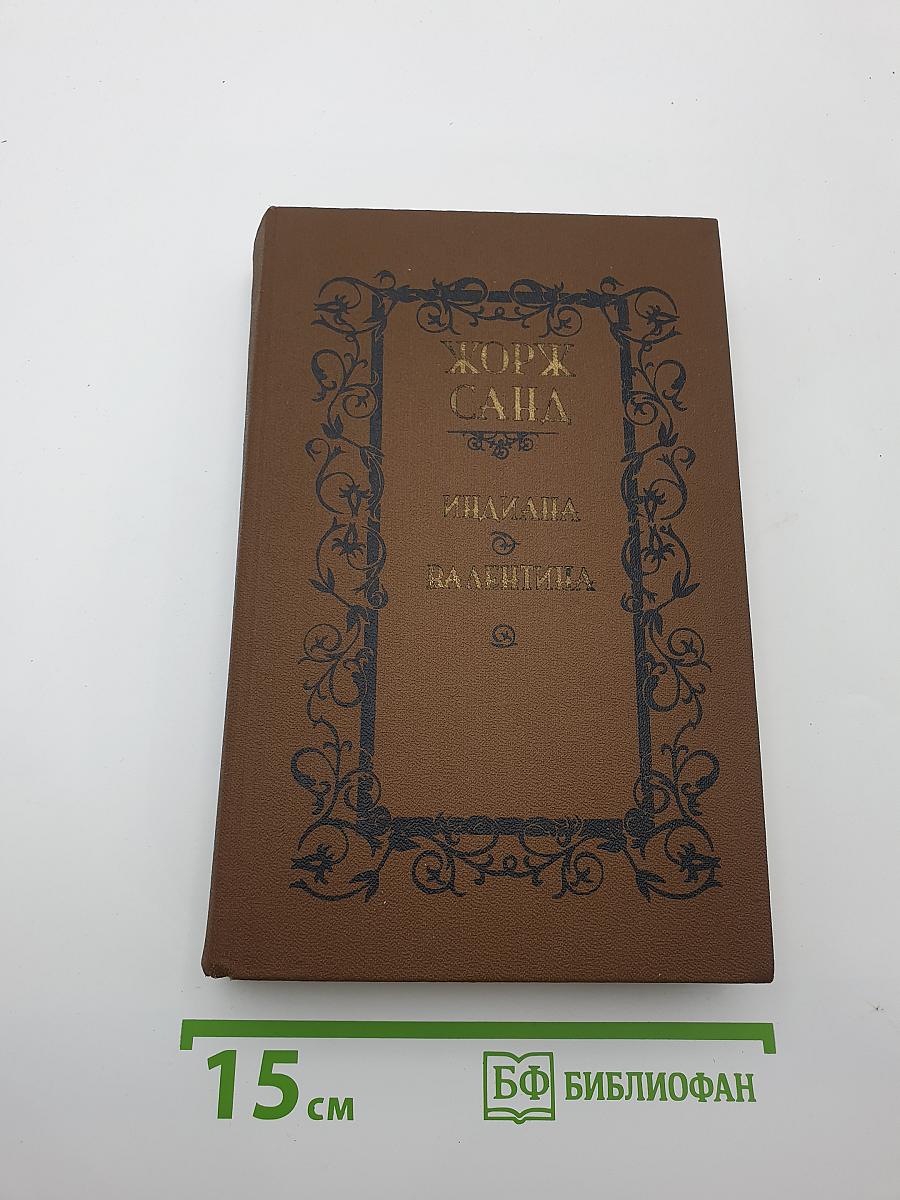 ЖОРЖ
САНД
ИНДИАНА
ВАЛЕНТИНА
15 см
БФ БИБЛИОФАН